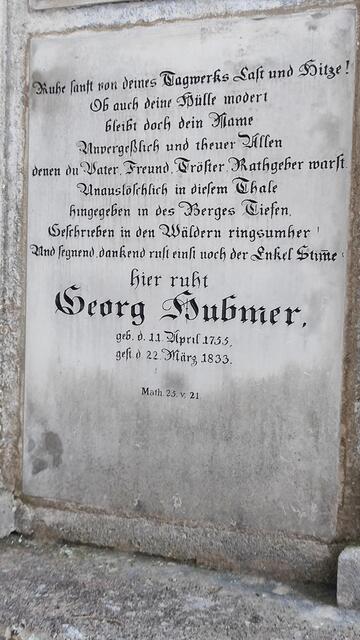 Ruhe sanft von deines Tagwerks Last und Hitze!
Ob auch deine Hülle modert
bleibt doch dein Name
Unvergeßlich und theuer Allen
denen du Vater, Freund, Tröster, Rathgeber warst.
Unauslöschlich in diesem Thale
hingegeben in des Berges Tiefen,
Geschrieben in den Wäldern ringsumher!
Und segnend, dankend ruft einst noch der Enkel Stim̅e:
hier ruht
Georg Hubmer,
geb. d. 11. April 1755.
gest. d. 22. März 1833.
Math. 25. v. 21.